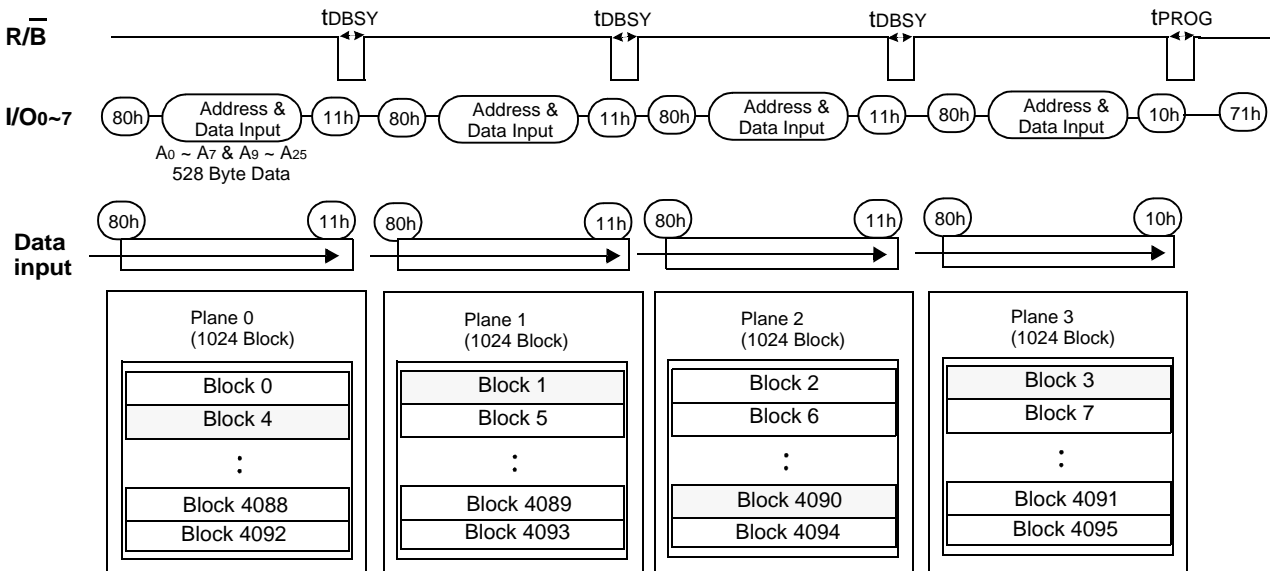 tDBSY tDBSY tDBSY tPROG
R/B
I/O0~7 80h Address & Data Input 11h 80h Address & Data Input 11h 80h Address & Data Input 11h 80h Address & Data Input 10h 71h
A0 ~ A7 & A9 ~ A25
528 Byte Data
Data input 80h 11h 80h 11h 80h 11h 80h 10h
Plane 0
(1024 Block)
Block 0
Block 4
:
Block 4088
Block 4092
Plane 1
(1024 Block)
Block 1
Block 5
:
Block 4089
Block 4093
Plane 2
(1024 Block)
Block 2
Block 6
:
Block 4090
Block 4094
Plane 3
(1024 Block)
Block 3
Block 7
:
Block 4091
Block 4095